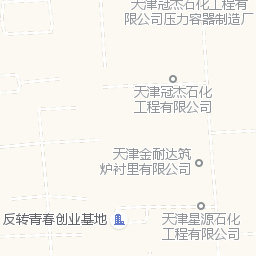 天津冠杰石化工程有
限公司压力容器制造厂
天津冠杰石化
工程有限公司
天津金耐达筑
炉衬里有限公司
反转青春创业基地
天津星源石化
工程有限公司